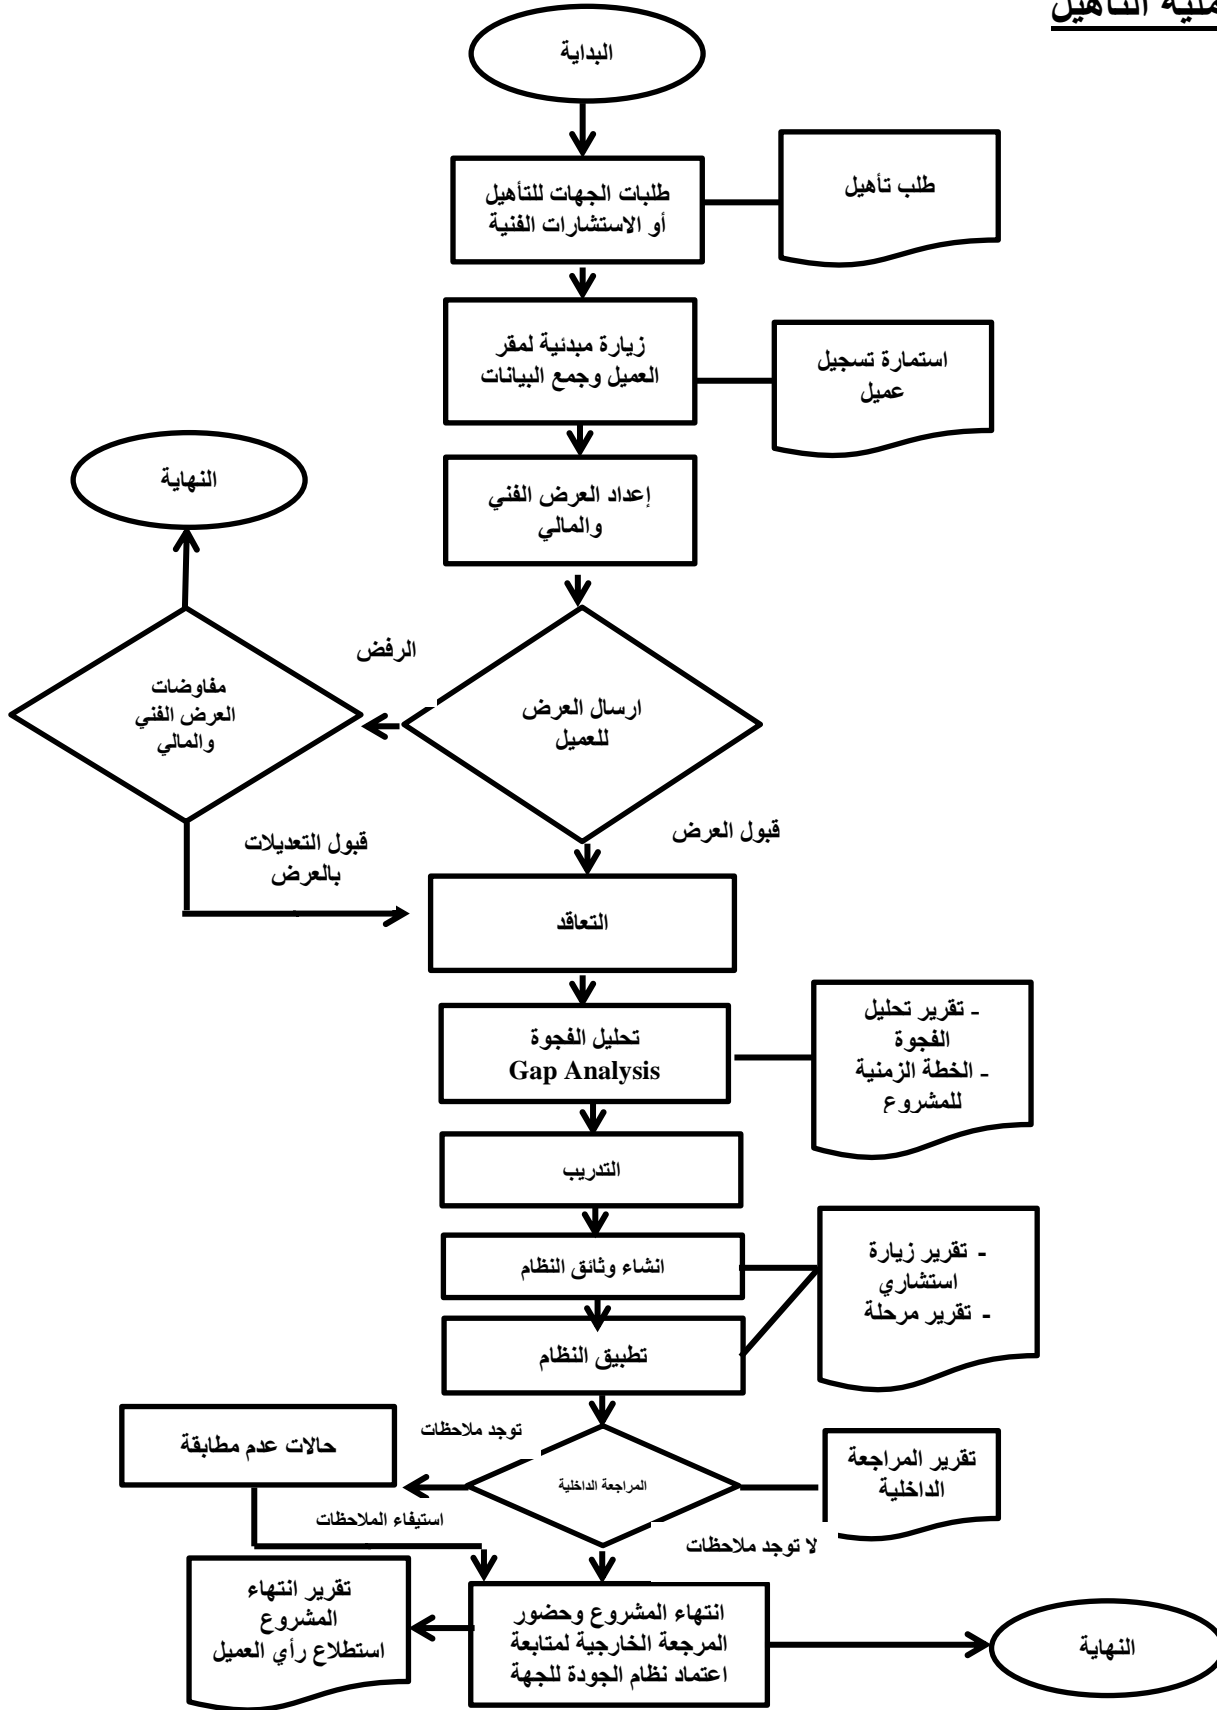 التأهيل
البداية
طلبات الجهات للتأهيل
أو الاستشارات الفنية
طلب تأهيل
زيارة مبدئية لمقر
العميل وجمع البيانات
استمارة تسجيل
عميل
إعداد العرض الفني
والمالي
النهاية
ارسال العرض
للعميل
الرفض
مفاوضات
العرض الفني
والمالي
قبول العرض
قبول التعديلات
بالعرض
التعاقد
تحليل الفجوة
Gap Analysis
- تقرير تحليل
الفجوة
- الخطة الزمنية
للمشروع
التدريب
انشاء وثائق النظام
- تقرير زيارة
استشاري
- تقرير مرحلة
تطبيق النظام
المراجعة الداخلية
تقرير المراجعة
الداخلية
توجد ملاحظات
حالات عدم مطابقة
استيفاء الملاحظات
لا توجد ملاحظات
انتهاء المشروع وحضور
المرجعة الخارجية لمتابعة
اعتماد نظام الجودة للجهة
تقرير انتهاء
المشروع
استطلاع رأي العميل
النهاية